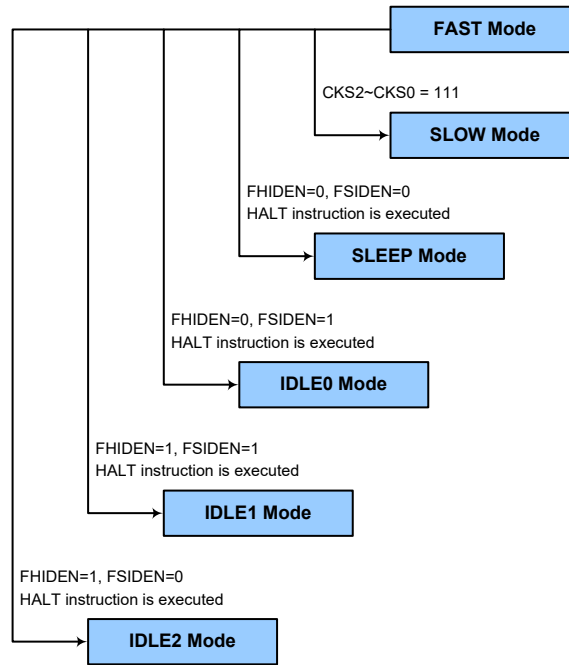 FAST Mode
CKS2~CKS0 = 111
SLOW Mode
FHIDEN=0, FSIDEN=0
HALT instruction is executed
SLEEP Mode
FHIDEN=0, FSIDEN=1
HALT instruction is executed
IDLE0 Mode
FHIDEN=1, FSIDEN=1
HALT instruction is executed
IDLE1 Mode
FHIDEN=1, FSIDEN=0
HALT instruction is executed
IDLE2 Mode